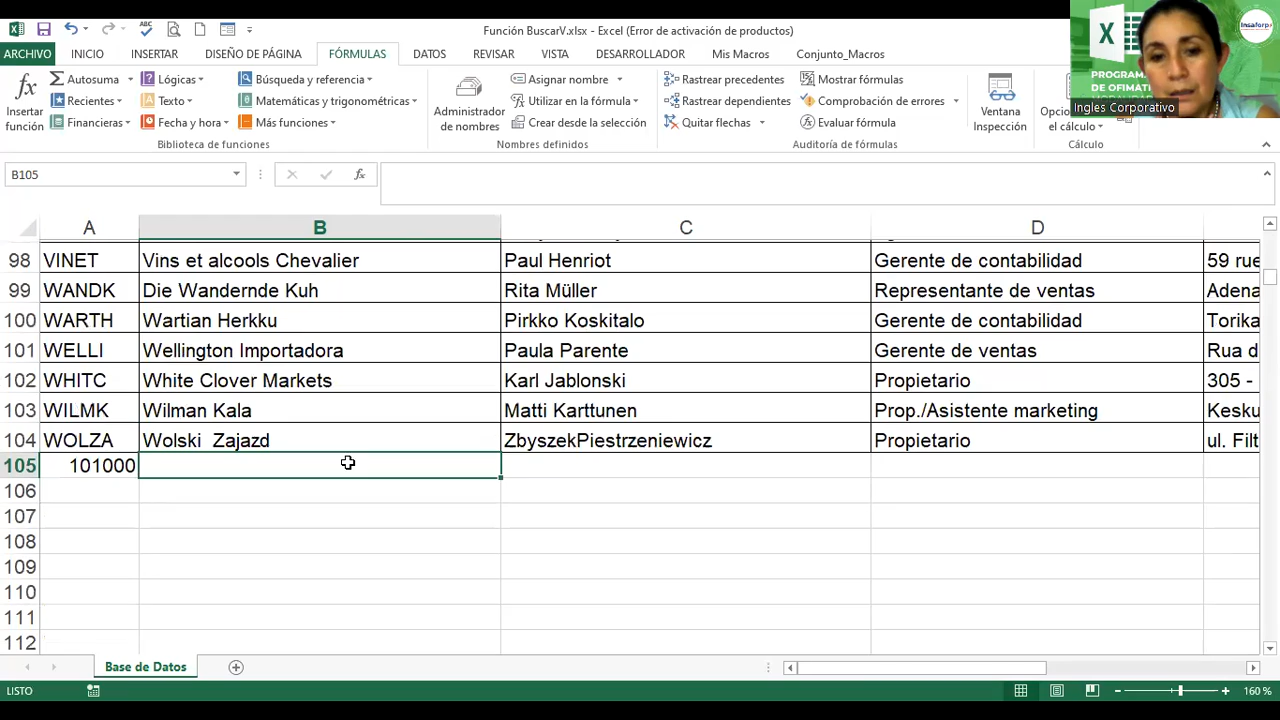 Función BuscarV.xlsx - Excel (Error de activación de productos)
ARCHIVO INICIO INSERTAR DISEÑO DE PÁGINA FÓRMULAS DATOS REVISAR VISTA DESARROLLADOR Mis Macros Conjunto_Macros
Insertar función
Autosuma
Recientes
Financieras
Lógicas
Texto
Fecha y hora
Búsqueda y referencia
Matemáticas y trigonométricas
Más funciones
Biblioteca de funciones
Administrador de nombres
Asignar nombre
Utilizar en la fórmula
Crear desde la selección
Nombres definidos
Rastrear precedentes
Rastrear dependientes
Quitar flechas
Mostrar fórmulas
Comprobación de errores
Evaluar fórmula
Auditoría de fórmulas
Ventana Inspección
el cálculo
Cálculo
PROGRAM
DE OFIMAT
Ingles Corporativo
Insaforp
B105
A B C D
98 VINET Vins et alcools Chevalier Paul Henriot Gerente de contabilidad 59 rue
99 WANDK Die Wandernde Kuh Rita Müller Representante de ventas Adena
100 WARTH Wartian Herkku Pirkko Koskitalo Gerente de contabilidad Torika
101 WELLI Wellington Importadora Paula Parente Gerente de ventas Rua d
102 WHITC White Clover Markets Karl Jablonski Propietario 305 -
103 WILMK Wilman Kala Matti Karttunen Prop./Asistente marketing Kesku
104 WOLZA Wolski  Zajazd ZbyszekPiestrzeniewicz Propietario ul. Filt
105 101000
106
107
108
109
110
111
112
Base de Datos
LISTO 160 %